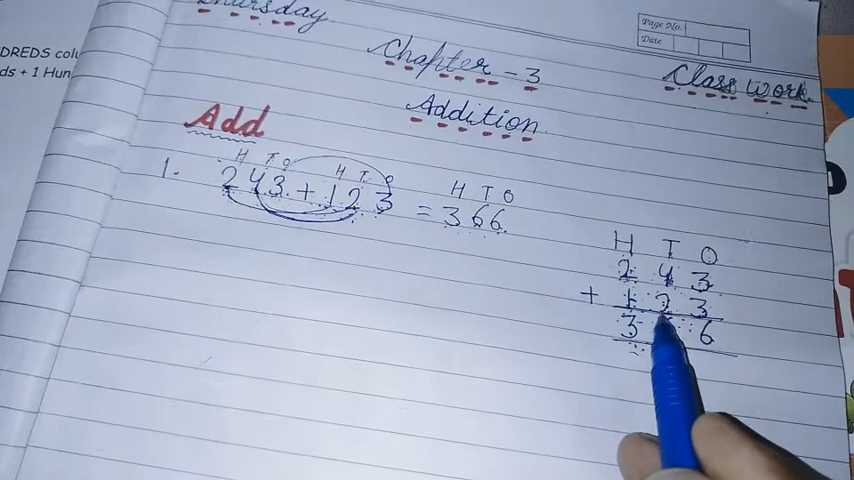 Thursday
Page No.
Date
DREDS colu
ds + 1 Hun
Chapter - 3
Class work.
Addition
Add
H T O H T O
1. 243 + 123 = 366.
H T O
H T O
2 4 3
+ 1 2 3
3 6